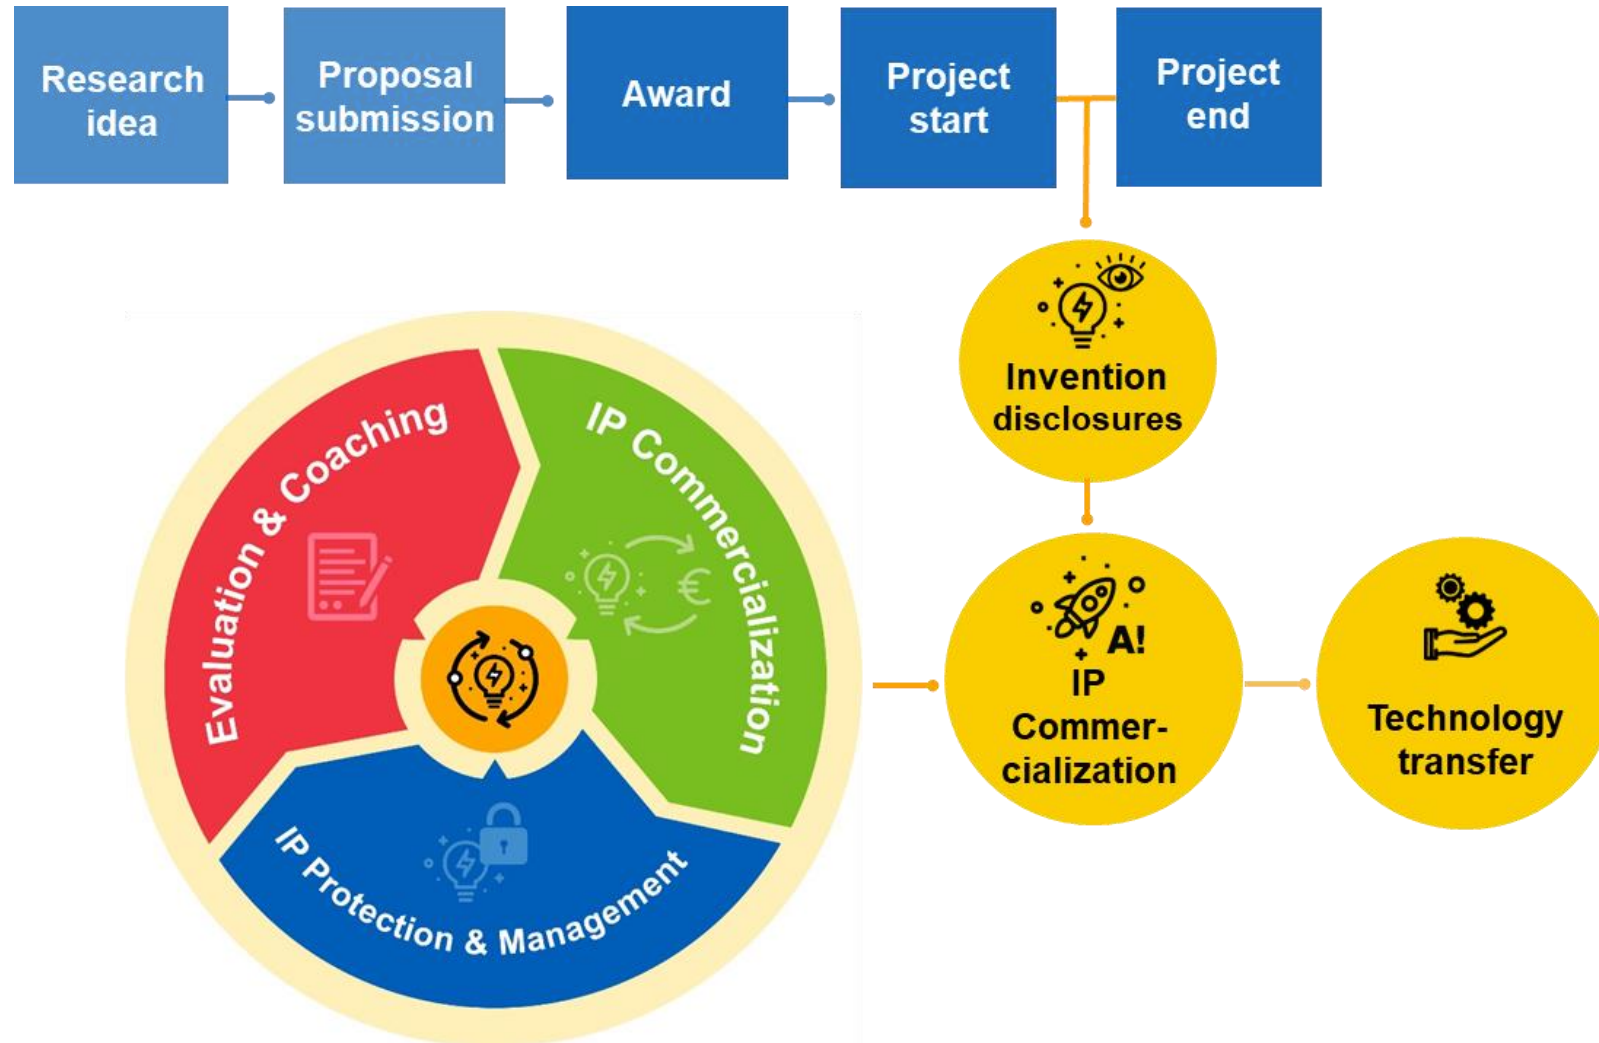 Research
idea
Proposal
submission
Award
Project
start
Project
end
Invention
disclosures
Evaluation & Coaching
IP Commercialization
€
IP Protection & Management
A!
IP
Commer-
cialization
Technology
transfer